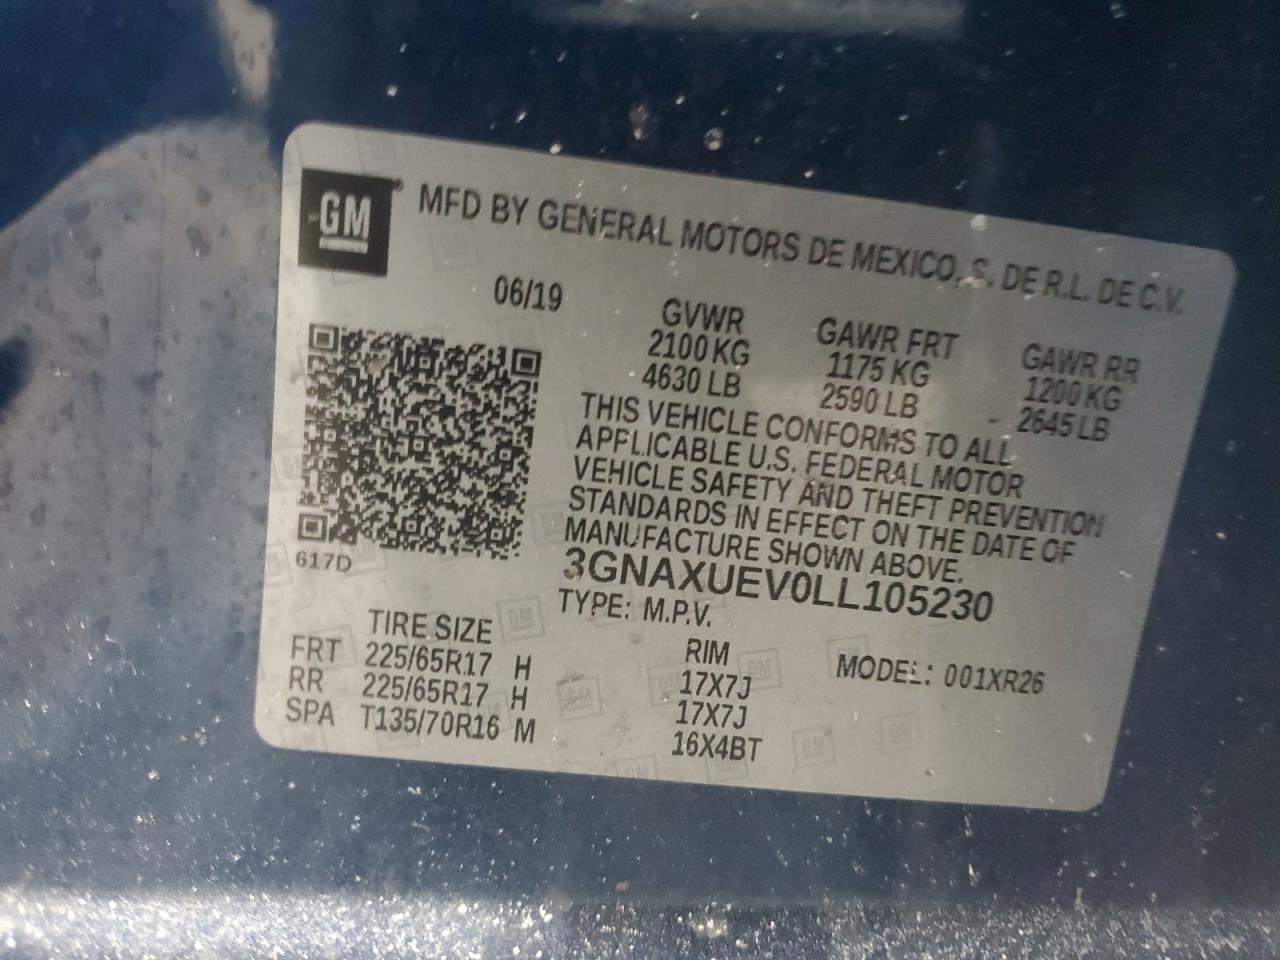 GM
MFD BY GENERAL MOTORS DE MEXICO, S. DE R.L. DE C.V.
06/19
GVWR GAWR FRT GAWR RR
2100 KG 1175 KG 1200 KG
4630 LB 2590 LB 2645 LB
THIS VEHICLE CONFORMS TO ALL
APPLICABLE U.S. FEDERAL MOTOR
VEHICLE SAFETY AND THEFT PREVENTION
STANDARDS IN EFFECT ON THE DATE OF
MANUFACTURE SHOWN ABOVE.
617D
3GNAXUEV0LL105230
TYPE: M.P.V.
TIRE SIZE RIM MODEL: 001XR26
FRT 225/65R17 H 17X7J
RR 225/65R17 H 17X7J
SPA T135/70R16 M 16X4BT